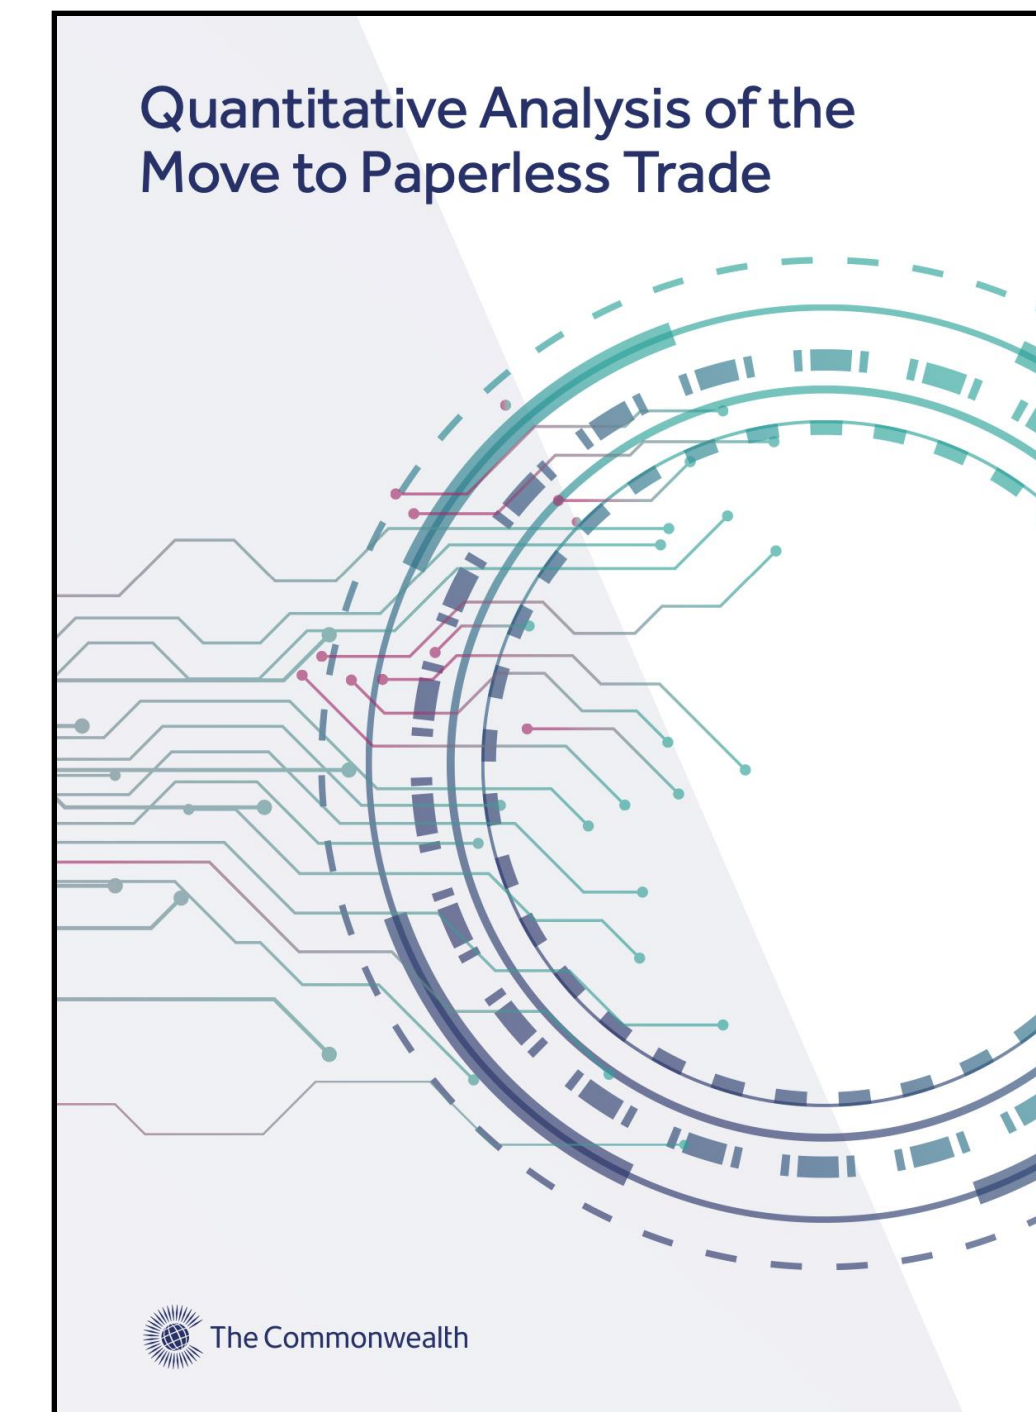 Quantitative Analysis of the
Move to Paperless Trade
The Commonwealth